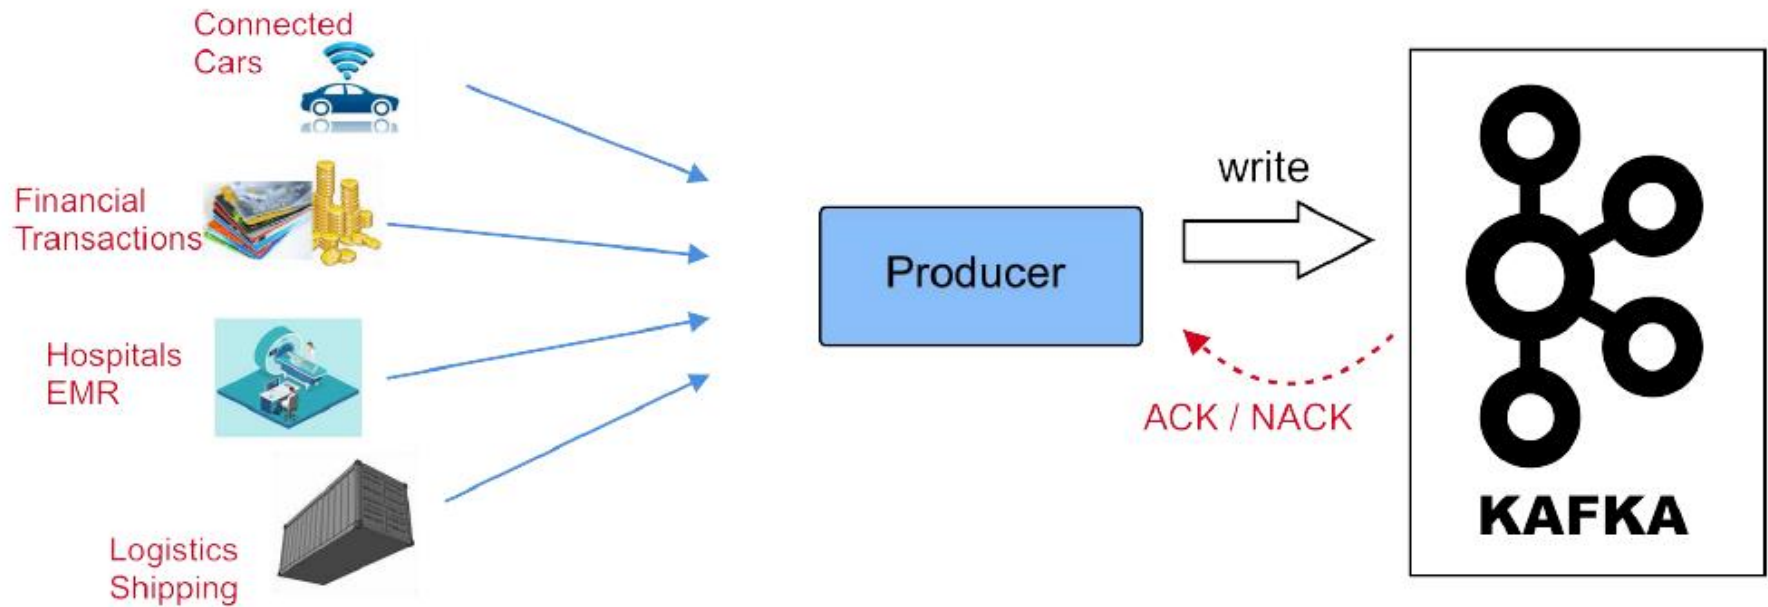 Connected
Cars
Financial
Transactions
Hospitals
EMR
Logistics
Shipping
Producer
write
ACK / NACK
KAFKA